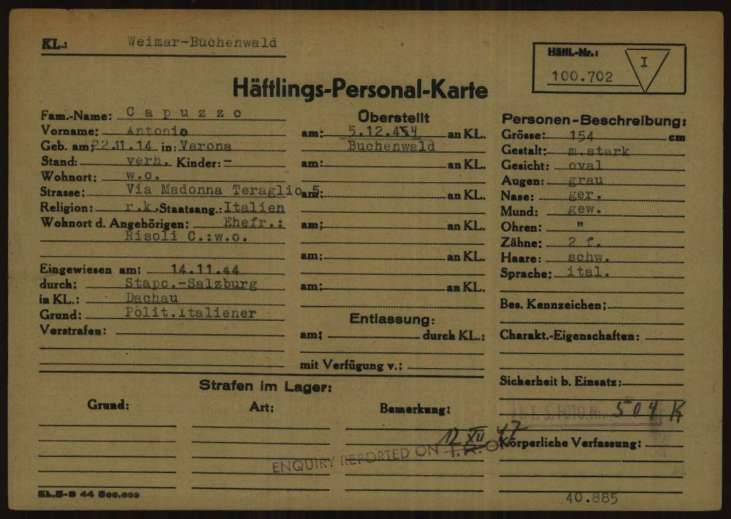 KL.: Weimar-Buchenwald
Häftl.-Nr.:
100.702
I
Häftlings-Personal-Karte
Fam.-Name: Capuzzo
Vorname: Antonio
Geb. am: 22.11.14 in: Varona
Stand: verh. Kinder: -
Wohnort: w.o.
Strasse: Via Madonna Teraglio 5
Religion: r.k. Staatsang.: Italien
Wohnort d. Angehörigen: Ehefr.:
Risoli C.:w.o.
Eingewiesen am: 14.11.44
durch: Stapo.-Salzburg
in KL.: Dachau
Grund: Polit.Italiener
Vorstrafen:
Überstellt
am: 5.12.44 an KL.
Buchenwald
am: an KL.
am: an KL.
am: an KL.
am: an KL.
am: an KL.
Entlassung:
am: durch KL.:
mit Verfügung v.:
Personen-Beschreibung:
Grösse: 154 cm
Gestalt: m.stark
Gesicht: oval
Augen: grau
Nase: ger.
Mund: gew.
Ohren: "
Zähne: 2 f.
Haare: schw.
Sprache: ital.
Bes. Kennzeichen:
Charakt.-Eigenschaften:
Sicherheit b. Einsatz:
504 K
Körperliche Verfassung:
40.885
Strafen im Lager:
Grund: Art: Bemerkung:
12 XII 47
ENQUIRY REPORTED ON